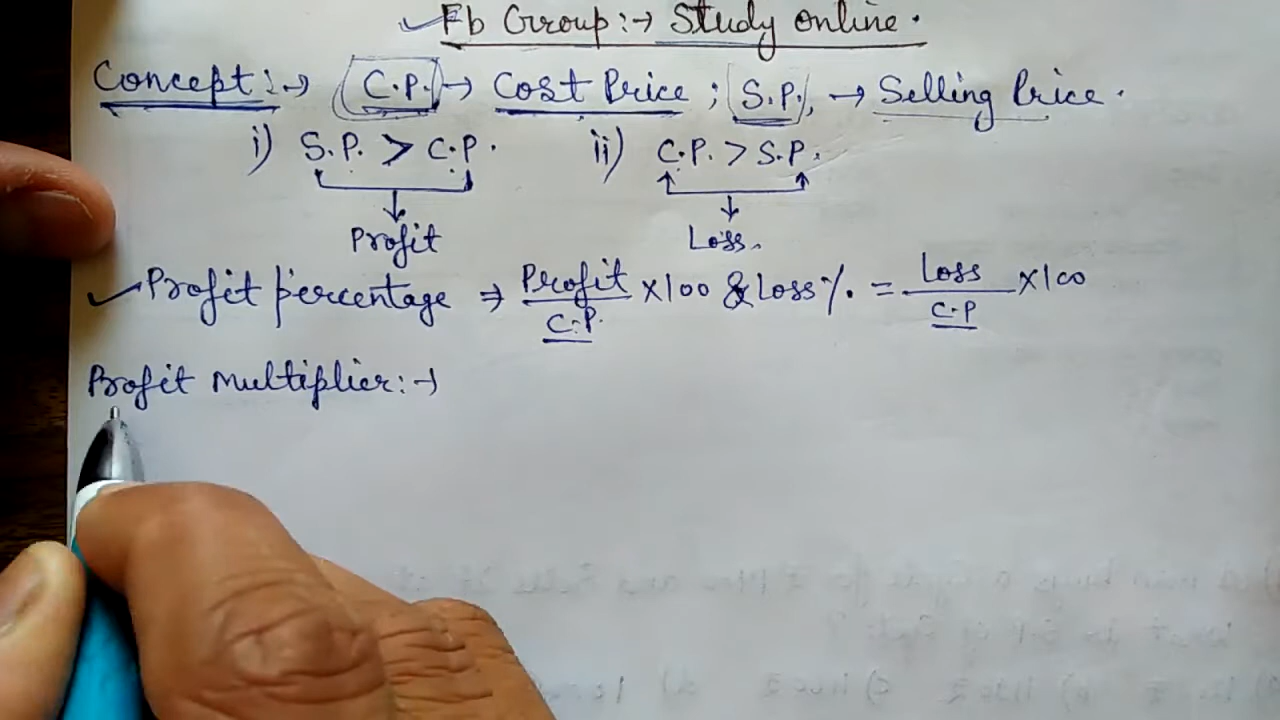 Fb Group:→ Study online.
Concept:→ C.P. → Cost Price ; S.P., → Selling Price.
i) S.P. > C.P. ii) C.P. > S.P.
Profit Loss.
Profit percentage ⇒ Profit/C.P. ×100 & Loss % = Loss/C.P ×100
Profit Multiplier:→